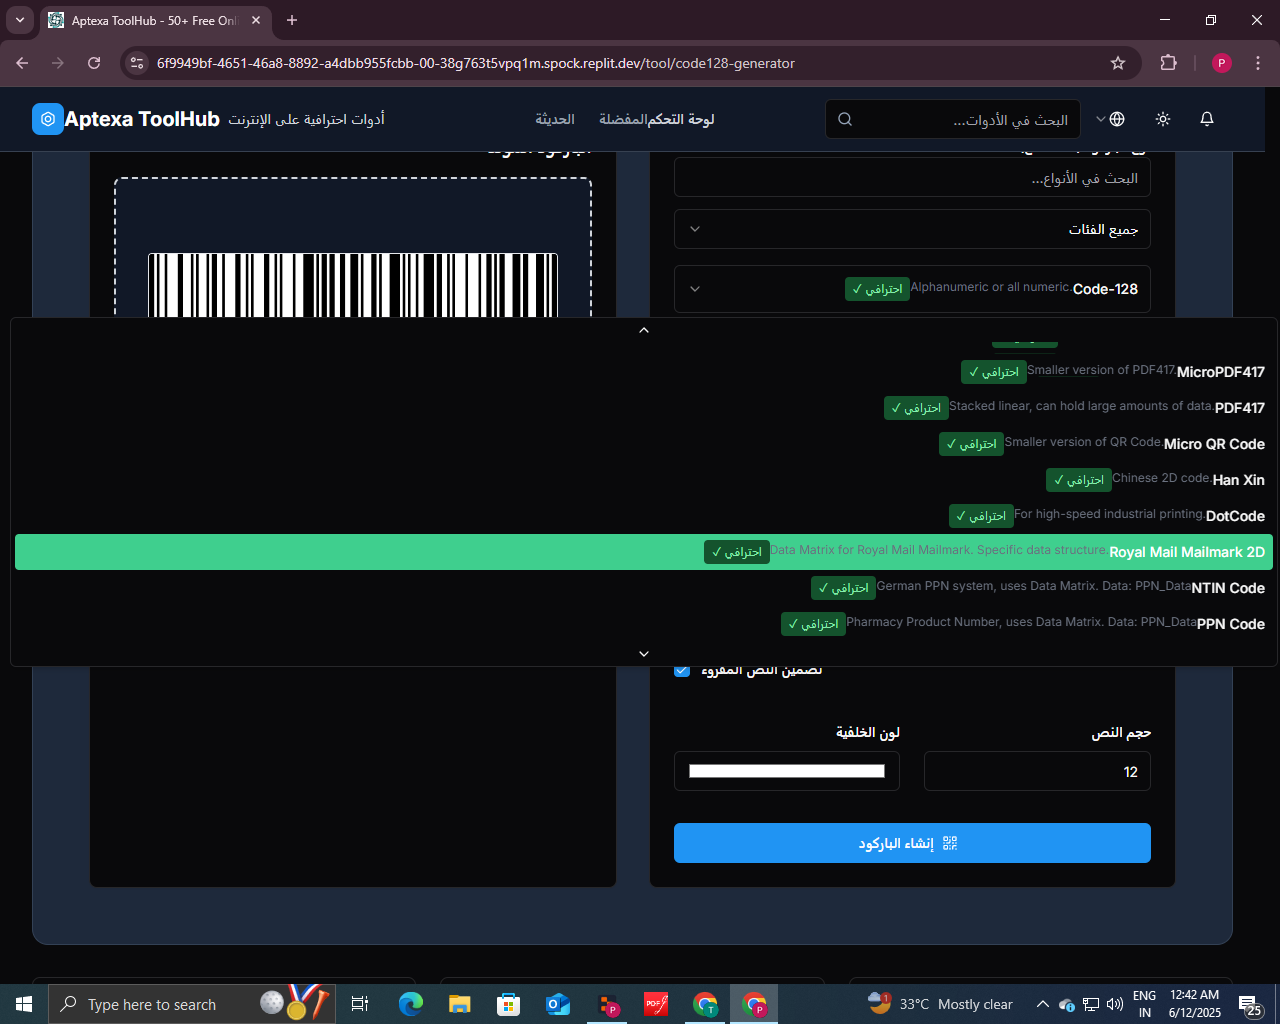 Aptexa ToolHub - 50+ Free Onl
6f9949bf-4651-46a8-8892-a4dbb955fcbb-00-38g763t5vpq1m.spock.replit.dev/tool/code128-generator
P
Aptexa ToolHub
أدوات احترافية على الإنترنت
لوحة التحكم
المفضلة
الحديثة
البحث في الأدوات...
البحث في الأنواع...
جميع الفئات
Code-128 Alphanumeric or all numeric. احترافي ✓
MicroPDF417 Smaller version of PDF417. احترافي ✓
PDF417 Stacked linear, can hold large amounts of data. احترافي ✓
Micro QR Code Smaller version of QR Code. احترافي ✓
Han Xin Chinese 2D code. احترافي ✓
DotCode For high-speed industrial printing. احترافي ✓
Royal Mail Mailmark 2D Data Matrix for Royal Mail Mailmark. Specific data structure. احترافي ✓
NTIN Code German PPN system, uses Data Matrix. Data: PPN_Data احترافي ✓
PPN Code Pharmacy Product Number, uses Data Matrix. Data: PPN_Data احترافي ✓
تضمين النص المقروء
حجم النص
لون الخلفية
12
إنشاء الباركود
Type here to search
PDF
T
P
P
1
33°C Mostly clear
ENG
IN
12:42 AM
6/12/2025
25